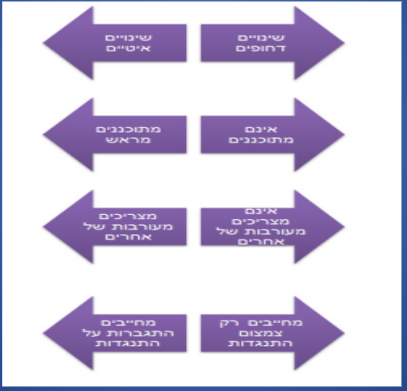 שינויים
דחופים
שינויים
איטיים
אינם
מתוכננים
מתוכננים
מראש
אינם
מצריכים
מעורבות של
אחרים
מצריכים
מעורבות של
אחרים
מחייבים רק
צמצום
התנגדות
מחייבים
התגברות על
התנגדות